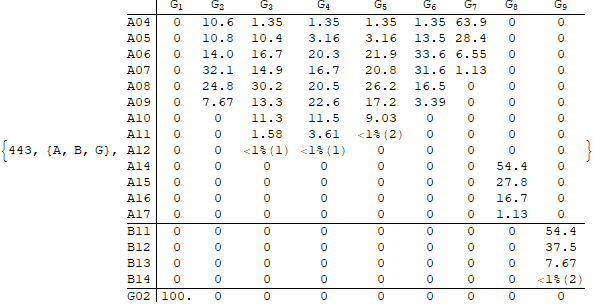 G1 G2 G3 G4 G5 G6 G7 G8 G9
A04 0 10.6 1.35 1.35 1.35 1.35 63.9 0 0
A05 0 10.8 10.4 3.16 3.16 13.5 28.4 0 0
A06 0 14.0 16.7 20.3 21.9 33.6 6.55 0 0
A07 0 32.1 14.9 16.7 20.8 31.6 1.13 0 0
A08 0 24.8 30.2 20.5 26.2 16.5 0 0 0
A09 0 7.67 13.3 22.6 17.2 3.39 0 0 0
A10 0 0 11.3 11.5 9.03 0 0 0 0
A11 0 0 1.58 3.61 <1%(2) 0 0 0 0
{443, {A, B, G}, A12 0 0 <1%(1) <1%(1) 0 0 0 0 0 }
A14 0 0 0 0 0 0 0 54.4 0
A15 0 0 0 0 0 0 0 27.8 0
A16 0 0 0 0 0 0 0 16.7 0
A17 0 0 0 0 0 0 0 1.13 0
B11 0 0 0 0 0 0 0 0 54.4
B12 0 0 0 0 0 0 0 0 37.5
B13 0 0 0 0 0 0 0 0 7.67
B14 0 0 0 0 0 0 0 0 <1%(2)
G02 100. 0 0 0 0 0 0 0 0